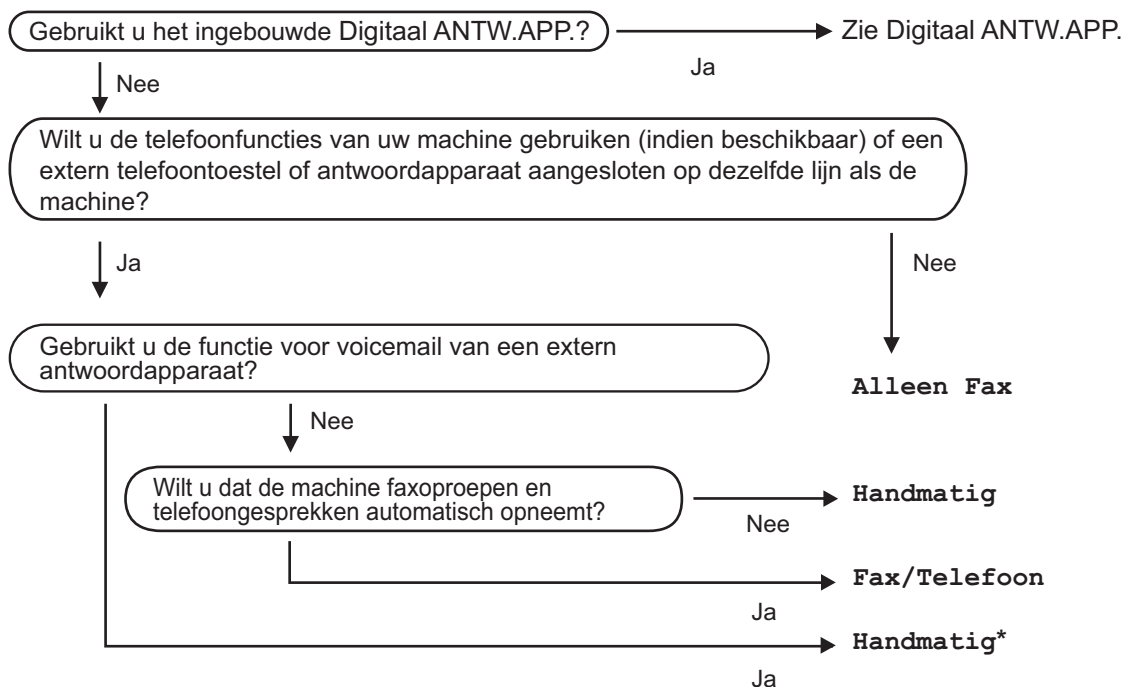 Gebruikt u het ingebouwde Digitaal ANTW.APP.?
Zie Digitaal ANTW.APP.
Ja
Nee
Wilt u de telefoonfuncties van uw machine gebruiken (indien beschikbaar) of een
extern telefoontoestel of antwoordapparaat aangesloten op dezelfde lijn als de
machine?
Ja
Nee
Gebruikt u de functie voor voicemail van een extern
antwoordapparaat?
Alleen Fax
Nee
Wilt u dat de machine faxoproepen en
telefoongesprekken automatisch opneemt?
Handmatig
Nee
Fax/Telefoon
Ja
Handmatig*
Ja